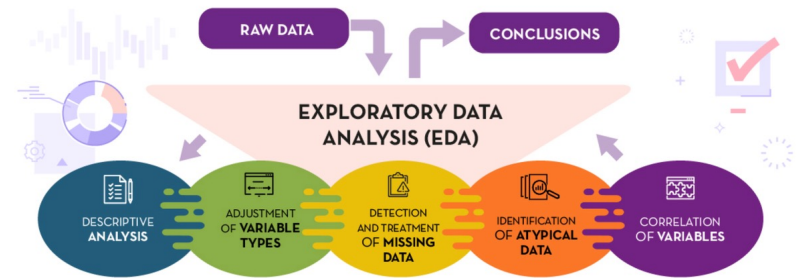 RAW DATA
CONCLUSIONS
EXPLORATORY DATA
ANALYSIS (EDA)
DESCRIPTIVE
ANALYSIS
ADJUSTMENT
OF VARIABLE
TYPES
DETECTION
AND TREATMENT
OF MISSING
DATA
IDENTIFICATION
OF ATYPICAL
DATA
CORRELATION
OF VARIABLES